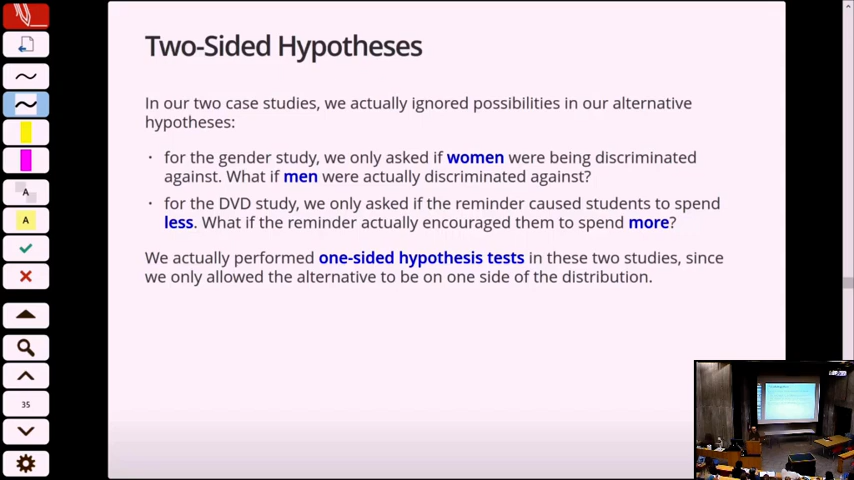 Two-Sided Hypotheses
In our two case studies, we actually ignored possibilities in our alternative
hypotheses:
· for the gender study, we only asked if women were being discriminated
against. What if men were actually discriminated against?
· for the DVD study, we only asked if the reminder caused students to spend
less. What if the reminder actually encouraged them to spend more?
We actually performed one-sided hypothesis tests in these two studies, since
we only allowed the alternative to be on one side of the distribution.
A
A
35